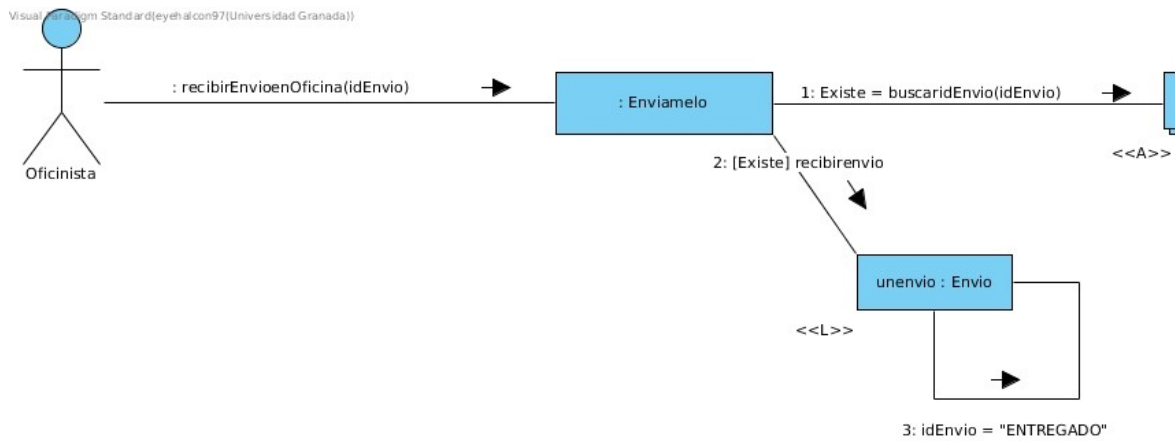 Visual Paradigm Standard(eyehalcon97(Universidad Granada))
: recibirEnvioenOficina(idEnvio)
: Enviamelo
1: Existe = buscaridEnvio(idEnvio)
<<A>>
2: [Existe] recibirenvio
Oficinista
unenvio : Envio
<<L>>
3: idEnvio = "ENTREGADO"